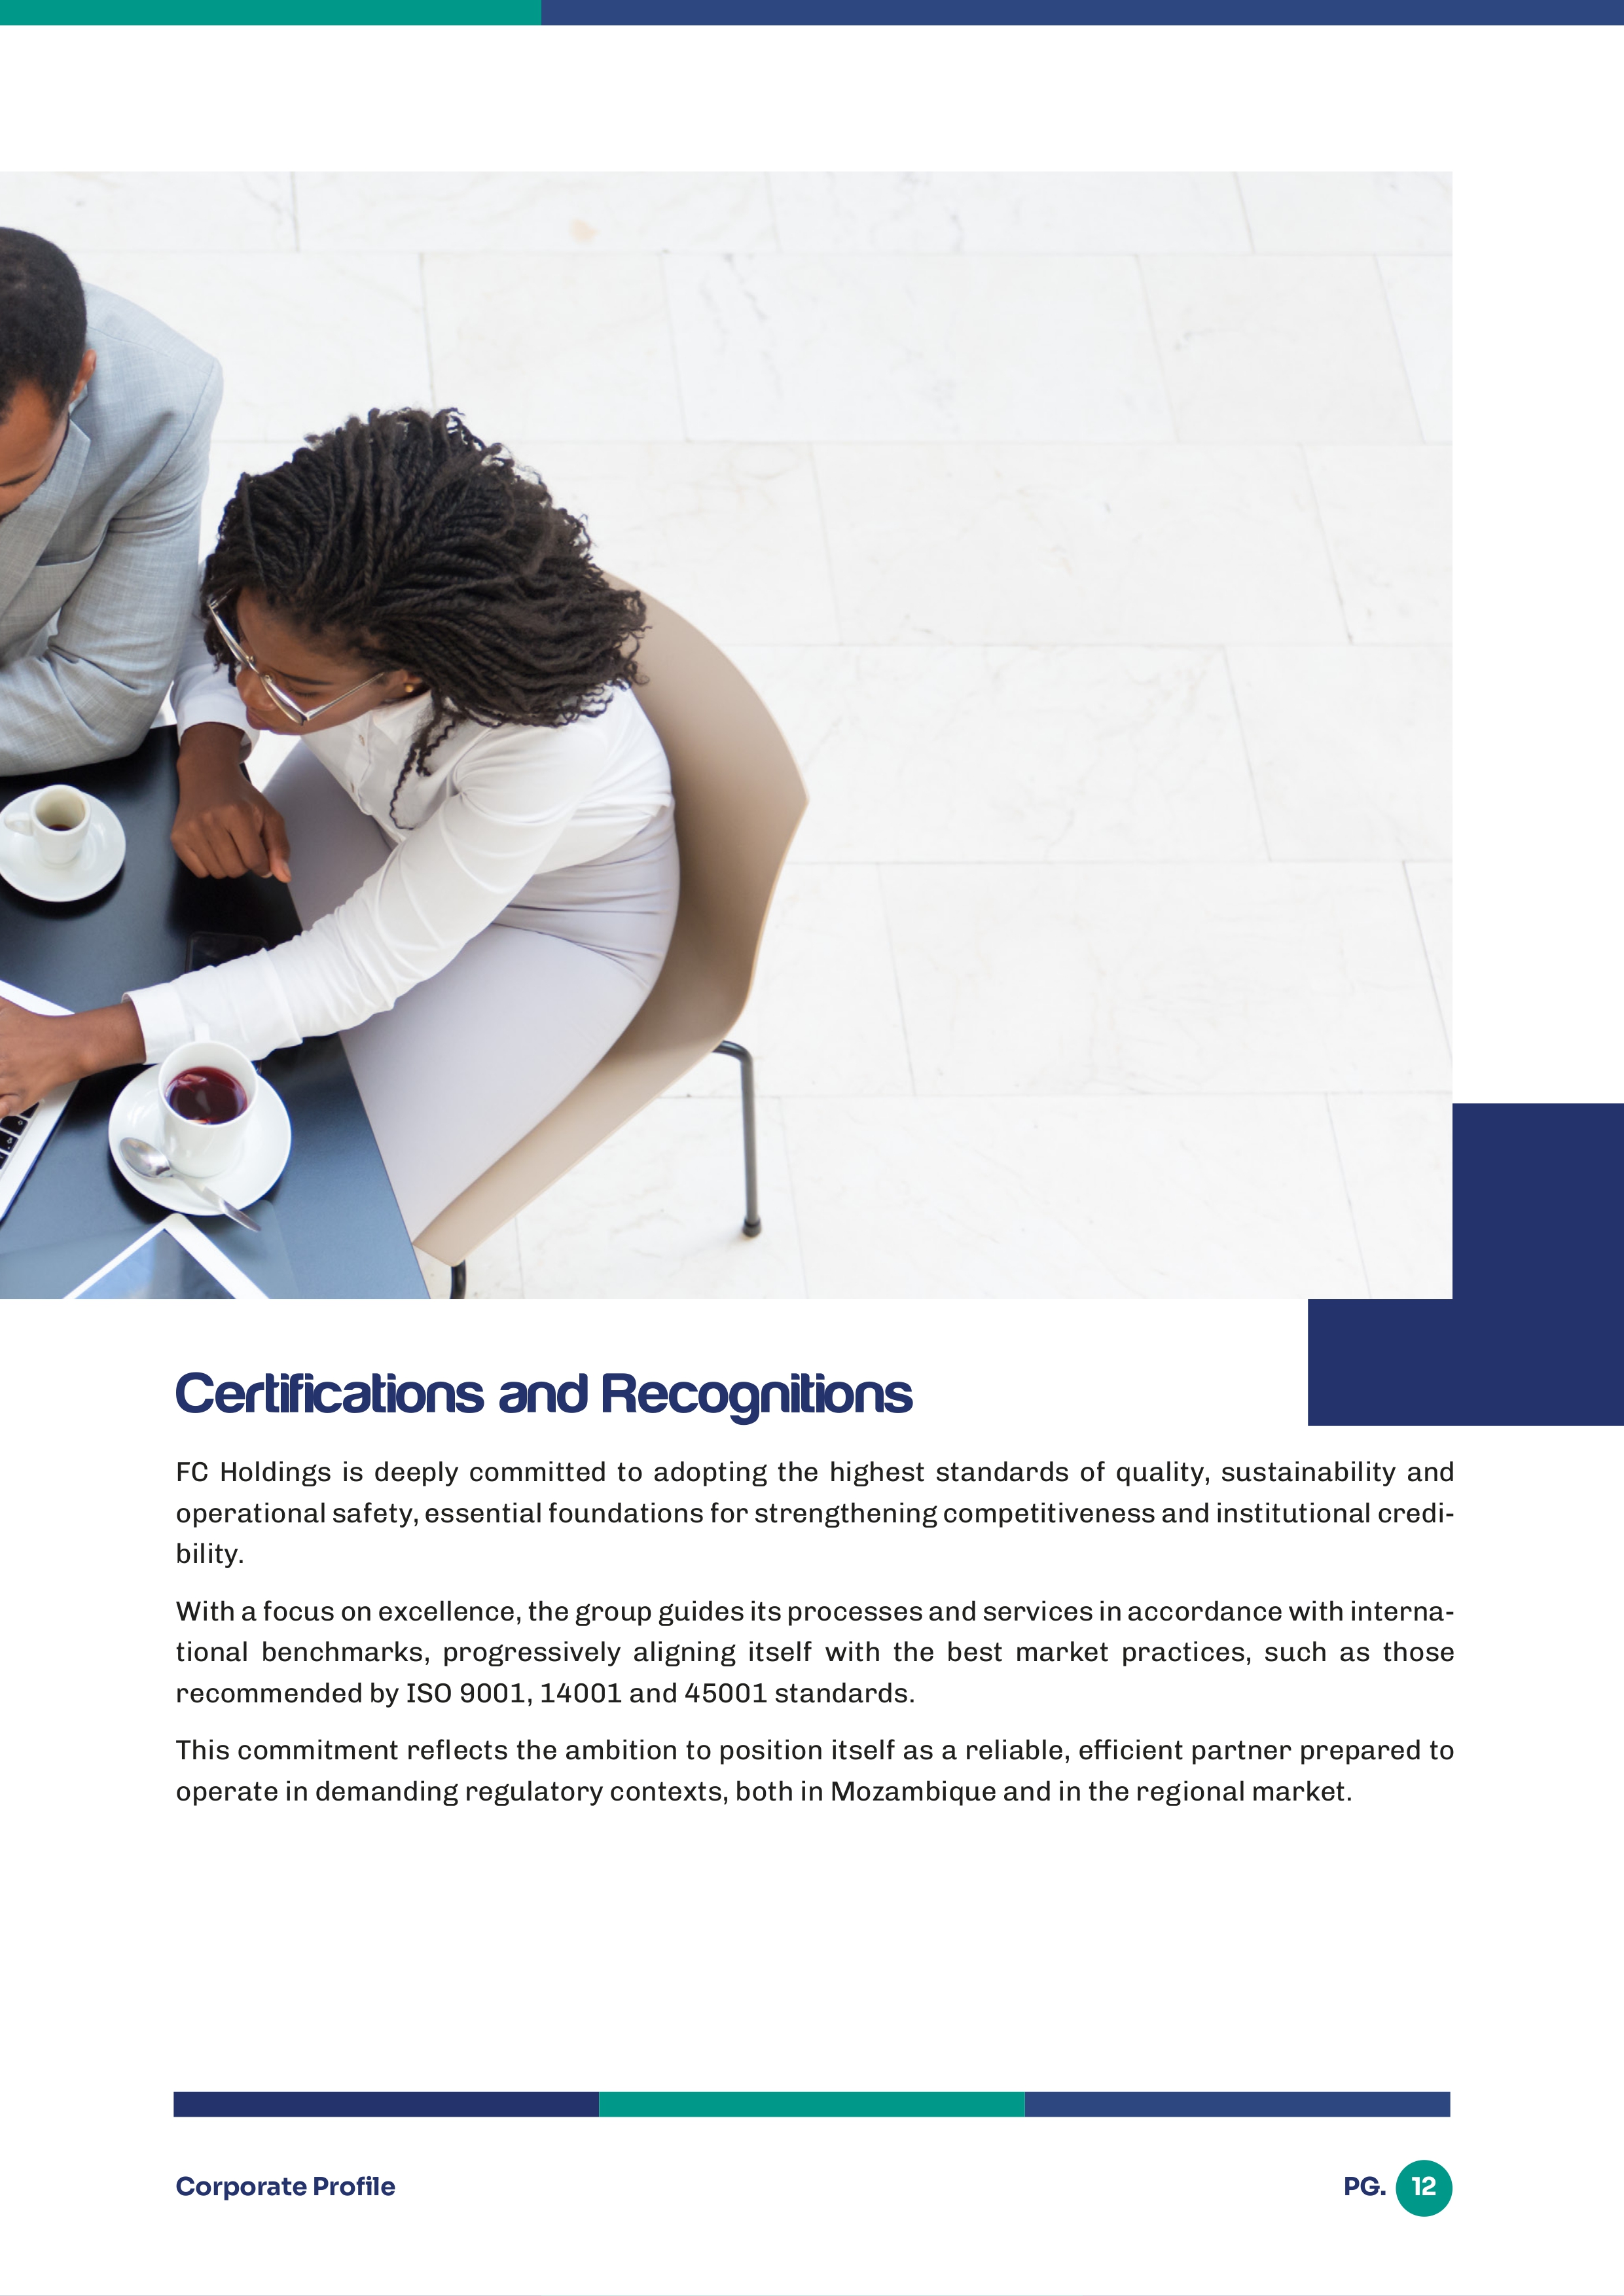 Certifications and Recognitions
FC Holdings is deeply committed to adopting the highest standards of quality, sustainability and
operational safety, essential foundations for strengthening competitiveness and institutional credi-
bility.
With a focus on excellence, the group guides its processes and services in accordance with interna-
tional benchmarks, progressively aligning itself with the best market practices, such as those
recommended by ISO 9001, 14001 and 45001 standards.
This commitment reflects the ambition to position itself as a reliable, efficient partner prepared to
operate in demanding regulatory contexts, both in Mozambique and in the regional market.
Corporate Profile
PG. 12